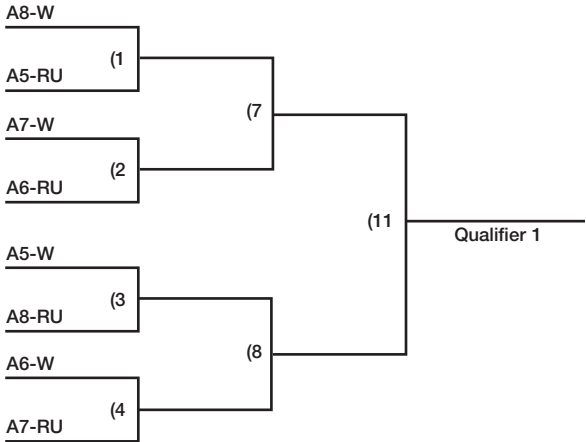 A8-W
(1
A5-RU
(7
A7-W
(2
A6-RU
(11
Qualifier 1
A5-W
(3
A8-RU
(8
A6-W
(4
A7-RU